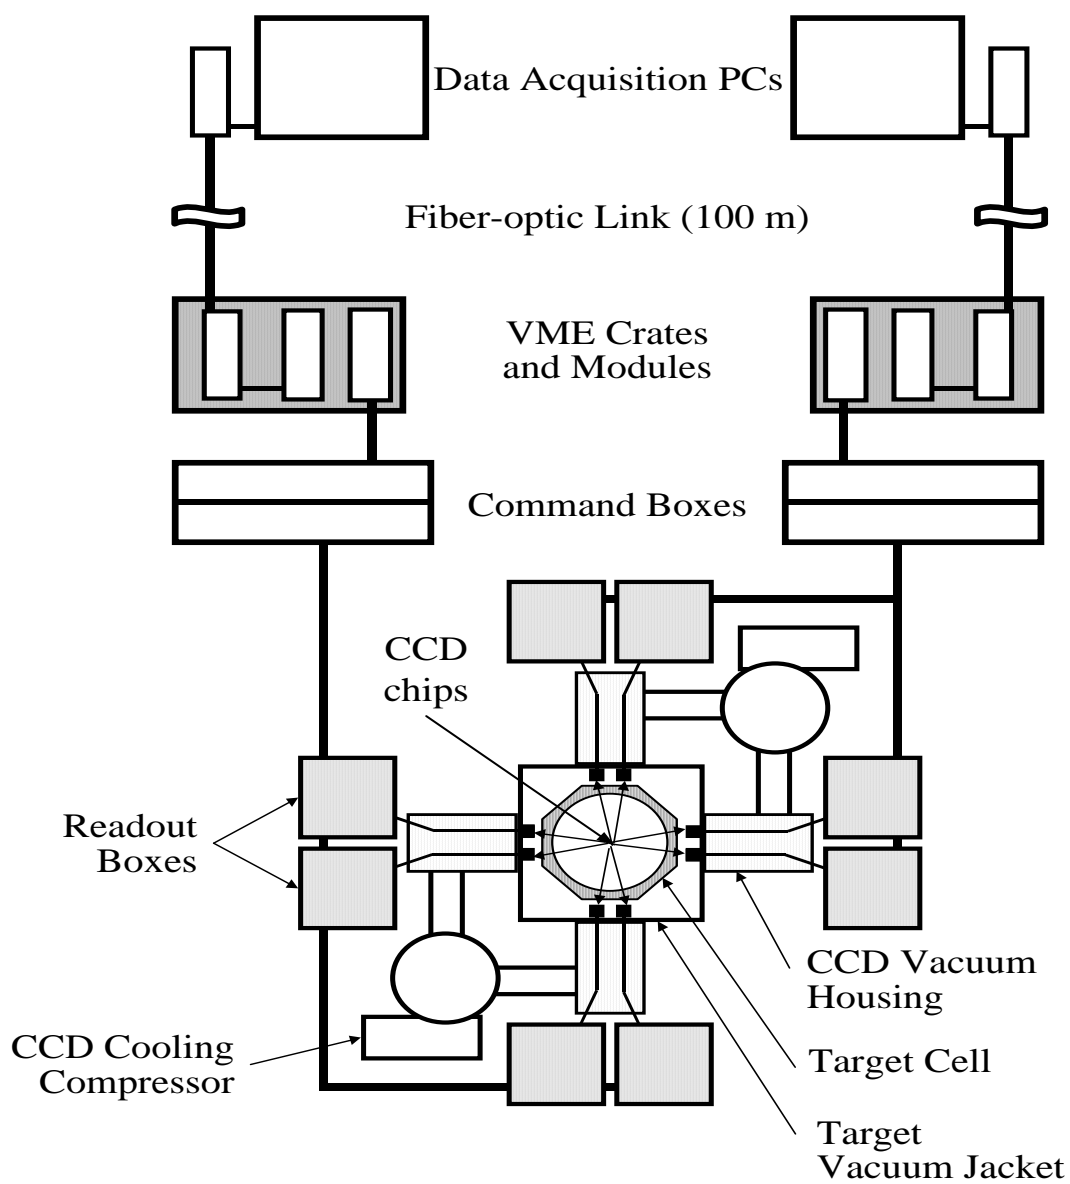 Data Acquisition PCs
Fiber-optic Link (100 m)
VME Crates
and Modules
Command Boxes
CCD
chips
Readout
Boxes
CCD Vacuum
Housing
CCD Cooling
Compressor
Target Cell
Target
Vacuum Jacket